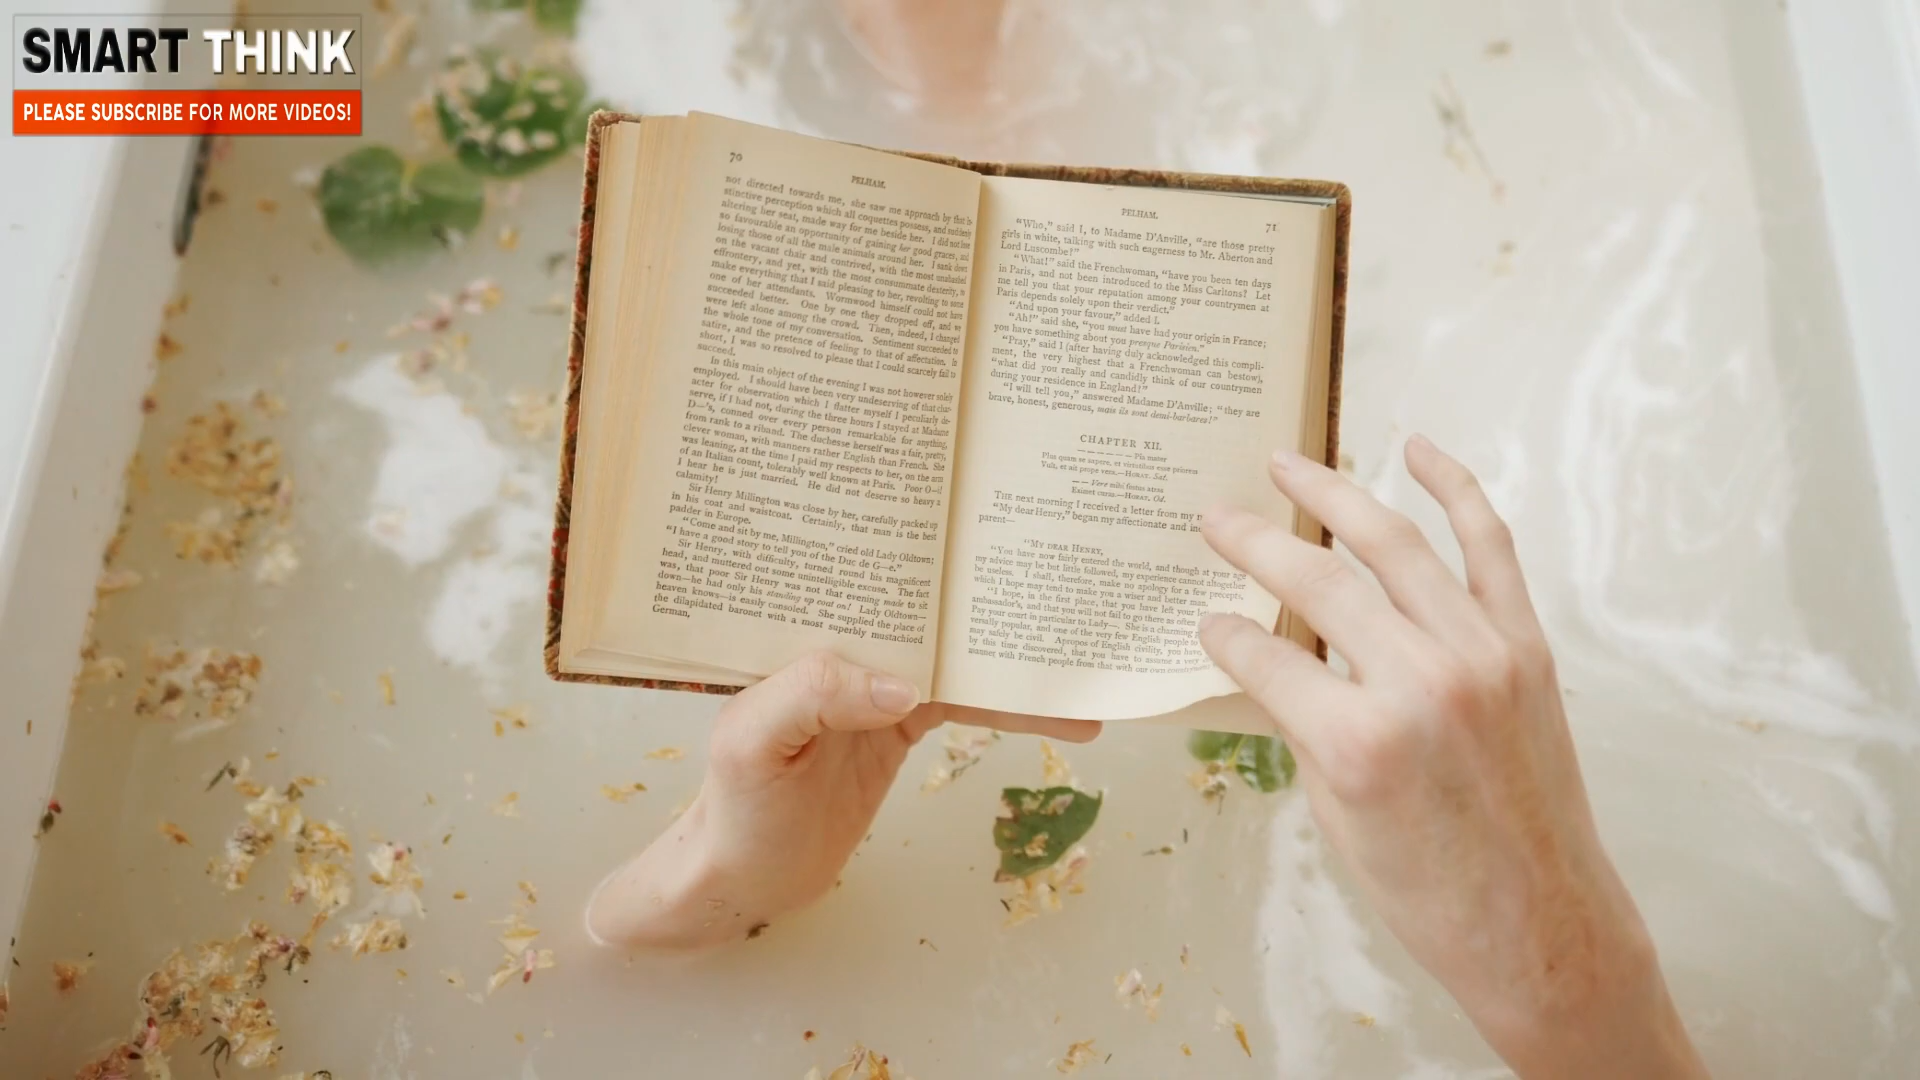 SMART THINK
PLEASE SUBSCRIBE FOR MORE VIDEOS!
70
PELHAM.
not directed towards me, she saw me approach by that in-
stinctive perception which all coquettes possess, and suddenly
altering her seat, made way for me beside her. I did not lose
so favourable an opportunity of gaining her good graces, and
losing those of all the male animals around her. I sank down
on the vacant chair and contrived, with the most unabashed
effrontery, and yet, with the most consummate dexterity, to
make everything that I said pleasing to her, revolting to some
one of her attendants. Wormwood himself could not have
succeeded better. One by one they dropped off, and we
were left alone among the crowd. Then, indeed, I changed
the whole tone of my conversation. Sentiment succeeded to
satire, and the pretence of feeling to that of affectation. In
short, I was so resolved to please that I could scarcely fail to
succeed.
In this main object of the evening I was not however solely
employed. I should have been very undeserving of that char-
acter for observation which I flatter myself I peculiarly de-
serve, if I had not, during the three hours I stayed at Madame
D—'s, conned over every person remarkable for anything,
from rank to a riband. The duchesse herself was a fair, pretty,
clever woman, with manners rather English than French. She
was leaning, at the time I paid my respects to her, on the arm
of an Italian count, tolerably well known at Paris. Poor O—i!
I hear he is just married. He did not deserve so heavy a
calamity!
Sir Henry Millington was close by her, carefully packed up
in his coat and waistcoat. Certainly, that man is the best
padder in Europe.
"Come and sit by me, Millington," cried old Lady Oldtown;
"I have a good story to tell you of the Duc de G—e."
Sir Henry, with difficulty, turned round his magnificent
head, and muttered out some unintelligible excuse. The fact
was, that poor Sir Henry was not that evening made to sit
down—he had only his standing up coat on! Lady Oldtown—
heaven knows—is easily consoled. She supplied the place of
the dilapidated baronet with a most superbly mustachioed
German,
PELHAM.
71
"Who," said I, to Madame D'Anville, "are those pretty
girls in white, talking with such eagerness to Mr. Aberton and
Lord Luscombe?"
"What!" said the Frenchwoman, "have you been ten days
in Paris, and not been introduced to the Miss Carltons? Let
me tell you that your reputation among your countrymen at
Paris depends solely upon their verdict."
"And upon your favour," added I.
"Ah!" said she, "you must have had your origin in France;
you have something about you presque Parisien."
"Pray," said I (after having duly acknowledged this compli-
ment, the very highest that a Frenchwoman can bestow),
"what did you really and candidly think of our countrymen
during your residence in England?"
"I will tell you," answered Madame D'Anville; "they are
brave, honest, generous, mais ils sont demi-barbares!"
CHAPTER XII.
— — — — — — Pia mater
Plus quam se sapere, et virtutibus esse priorem
Vult, et ait prope vera.—HORAT. Sat.
— — Vere mihi festus atras
Eximet curas.—HORAT. Od.
THE next morning I received a letter from my
"My dear Henry," began my affectionate and
parent—
"MY DEAR HENRY,
"You have now fairly entered the world, and though at your age
my advice may be but little followed, my experience cannot altogether
be useless. I shall, therefore, make no apology for a few precepts,
which I hope may tend to make you a wiser and better man.
"I hope, in the first place, that you have left your
ambassador's, and that you will not fail to go there as often
Pay your court in particular to Lady—. She is a charming
versally popular, and one of the very few English people to
may safely be civil. Apropos of English civility, you have,
by this time discovered, that you have to assume a very
manner with French people from that with our own